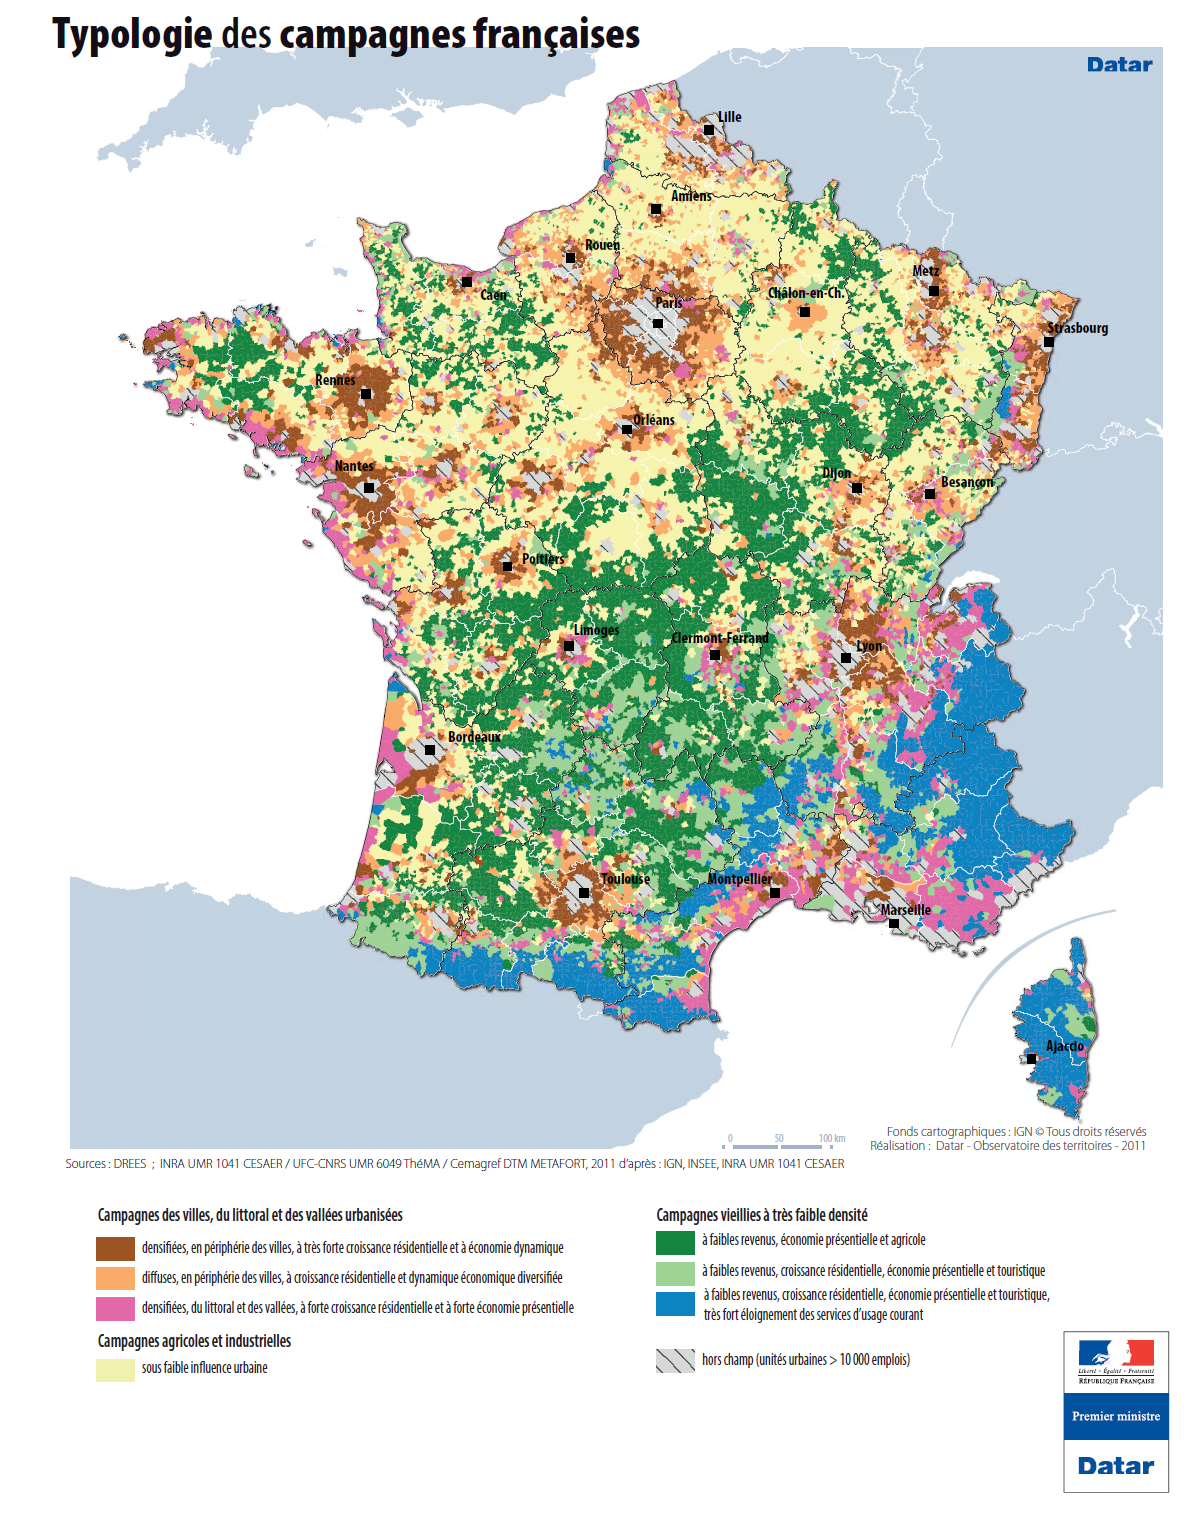 Typologie des campagnes françaises
Datar
Lille
Amiens
Rouen
Caen
Paris
Châlon-en-Ch.
Metz
Strasbourg
Rennes
Orléans
Nantes
Dijon
Besançon
Poitiers
Limoges
Clermont-Ferrand
Lyon
Bordeaux
Toulouse
Montpellier
Marseille
Ajaccio
0 50 100 km
Fonds cartographiques : IGN © Tous droits réservés
Réalisation : Datar - Observatoire des territoires - 2011
Sources : DREES ; INRA UMR 1041 CESAER / UFC-CNRS UMR 6049 ThéMA / Cemagref DTM METAFORT, 2011 d'après : IGN, INSEE, INRA UMR 1041 CESAER
Campagnes des villes, du littoral et des vallées urbanisées
densifiées, en périphérie des villes, à très forte croissance résidentielle et à économie dynamique
diffuses, en périphérie des villes, à croissance résidentielle et dynamique économique diversifiée
densifiées, du littoral et des vallées, à forte croissance résidentielle et à forte économie présentielle
Campagnes agricoles et industrielles
sous faible influence urbaine
Campagnes vieillies à très faible densité
à faibles revenus, économie présentielle et agricole
à faibles revenus, croissance résidentielle, économie présentielle et touristique
à faibles revenus, croissance résidentielle, économie présentielle et touristique,
très fort éloignement des services d'usage courant
hors champ (unités urbaines > 10 000 emplois)
Liberté • Égalité • Fraternité
RÉPUBLIQUE FRANÇAISE
Premier ministre
Datar